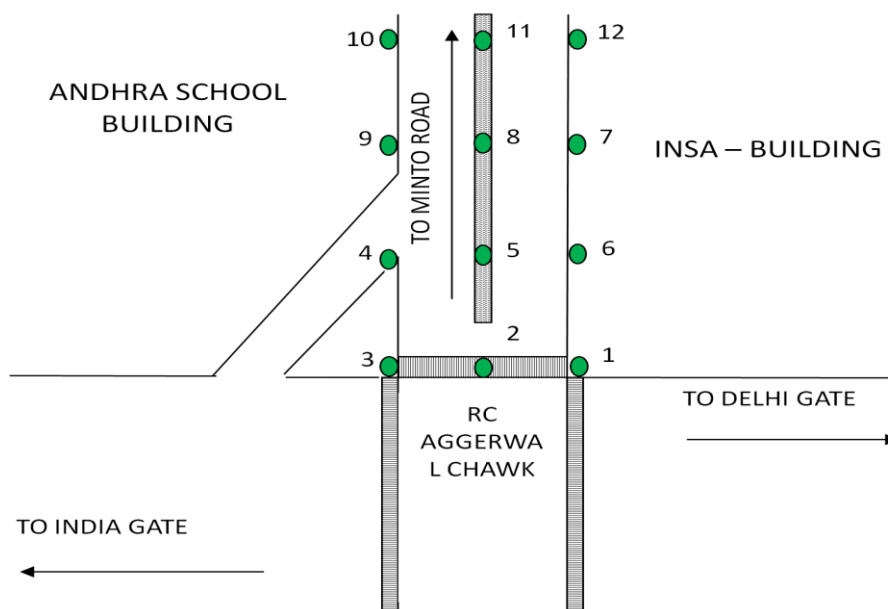 10
11
12
ANDHRA SCHOOL
BUILDING
9
8
7
INSA – BUILDING
TO MINTO ROAD
4
5
6
2
3
1
RC
AGGERWA
L CHAWK
TO DELHI GATE
TO INDIA GATE